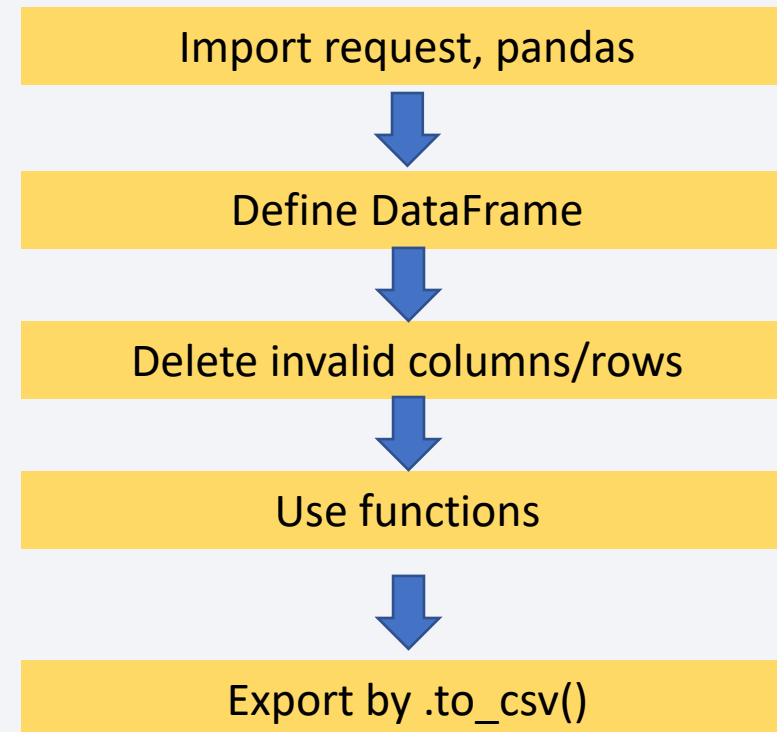 Import request, pandas
Define DataFrame
Delete invalid columns/rows
Use functions
Export by .to_csv()